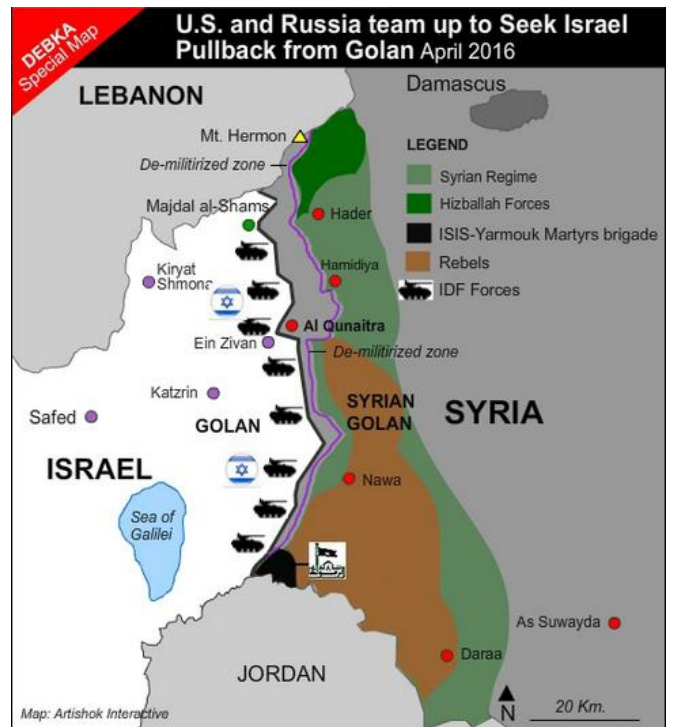 DEBKA
Special Map
U.S. and Russia team up to Seek Israel
Pullback from Golan April 2016
LEBANON
Damascus
Mt. Hermon
De-militirized zone
LEGEND
Syrian Regime
Hizballah Forces
ISIS-Yarmouk Martyrs brigade
Rebels
IDF Forces
Majdal al-Shams
Hader
Kiryat
Shmona
Hamidiya
Al Qunaitra
Ein Zivan
De-militirized zone
Katzrin
Safed
GOLAN
SYRIAN
GOLAN
SYRIA
ISRAEL
Nawa
Sea of
Galilei
As Suwayda
Daraa
JORDAN
Map: Artishok Interactive
N
20 Km.